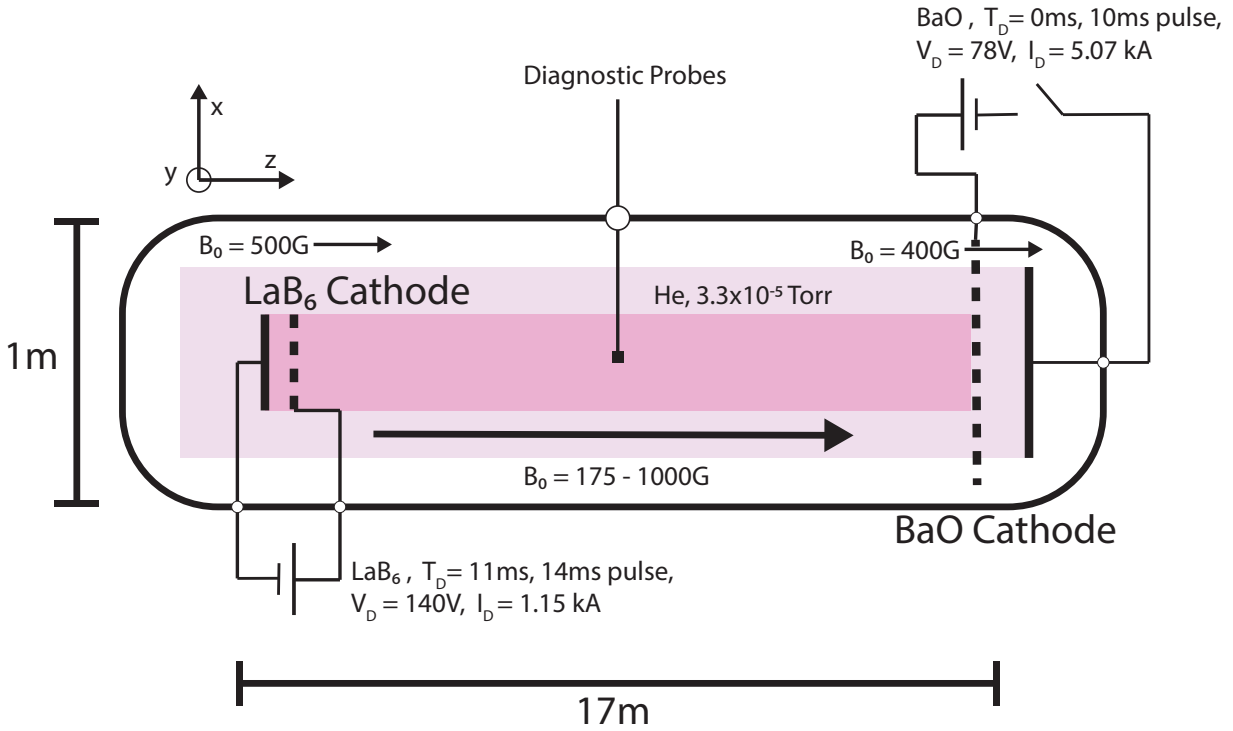 BaO , T_D= 0ms, 10ms pulse,
V_D = 78V, I_D = 5.07 kA
Diagnostic Probes
x
y
z
B₀ = 500G
B₀ = 400G
LaB₆ Cathode
He, 3.3x10⁻⁵ Torr
1m
B₀ = 175 - 1000G
BaO Cathode
LaB₆ , T_D= 11ms, 14ms pulse,
V_D = 140V, I_D = 1.15 kA
17m